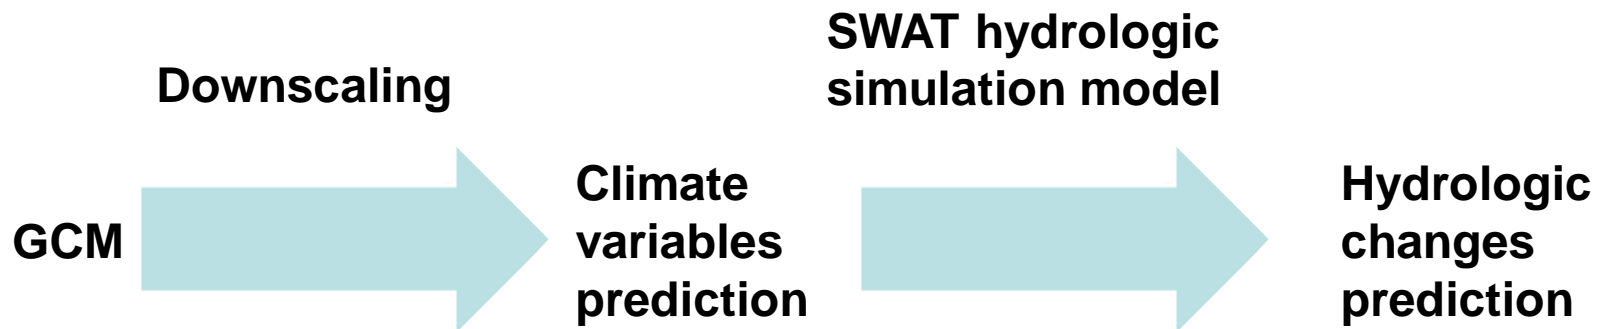 Downscaling
SWAT hydrologic
simulation model
GCM
Climate
variables
prediction
Hydrologic
changes
prediction